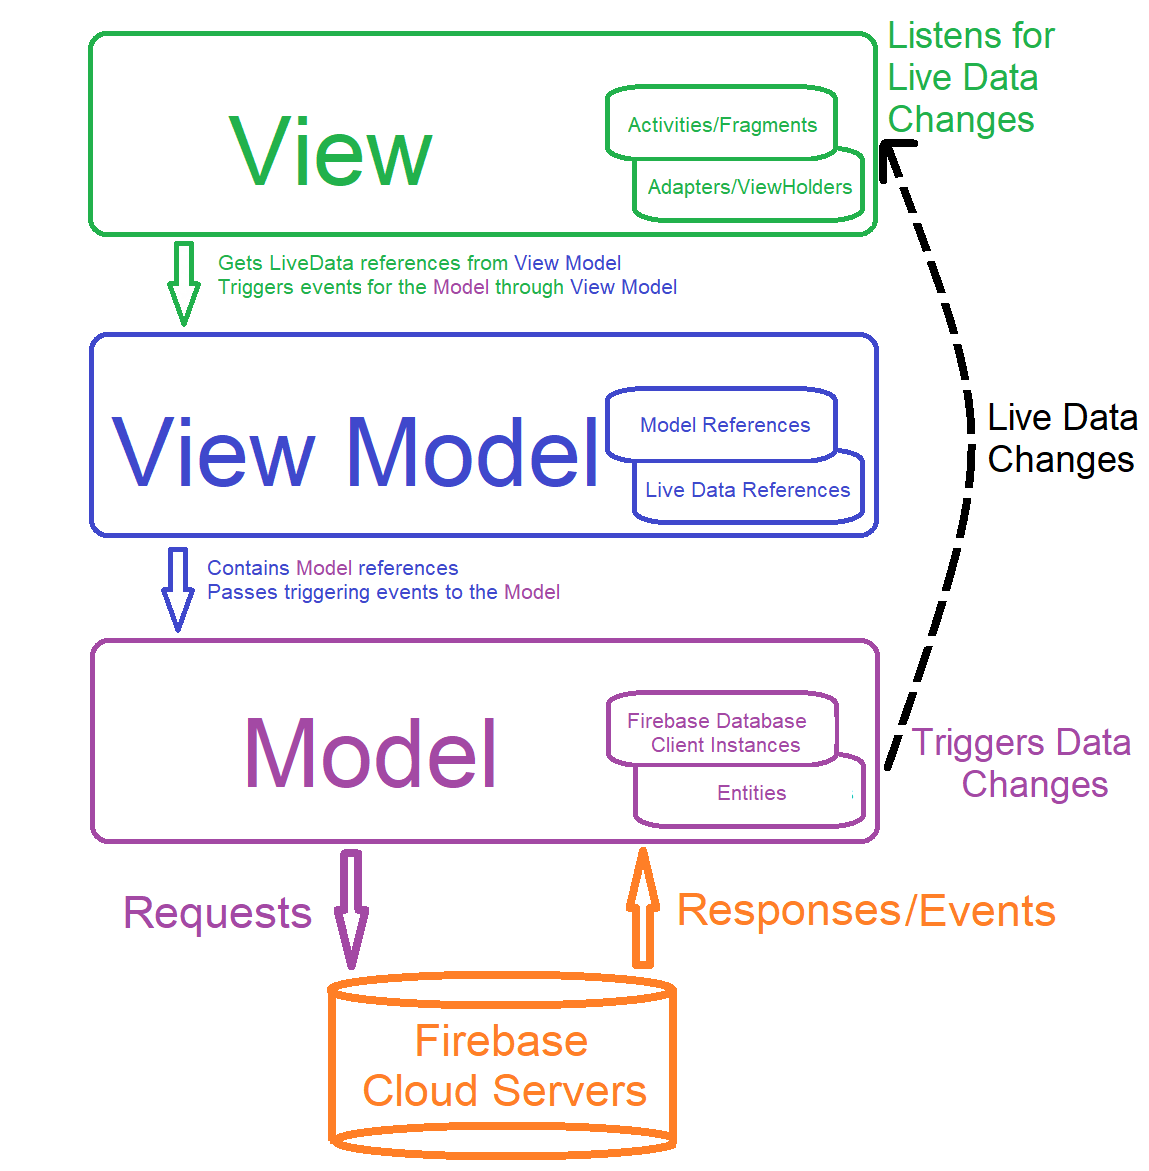 Listens for
Live Data
Changes
View
Activities/Fragments
Adapters/ViewHolders
Gets LiveData references from View Model
Triggers events for the Model through View Model
View Model
Model References
Live Data References
Live Data
Changes
Contains Model references
Passes triggering events to the Model
Model
Firebase Database
Client Instances
Entities
Triggers Data
Changes
Requests
Responses/Events
Firebase
Cloud Servers